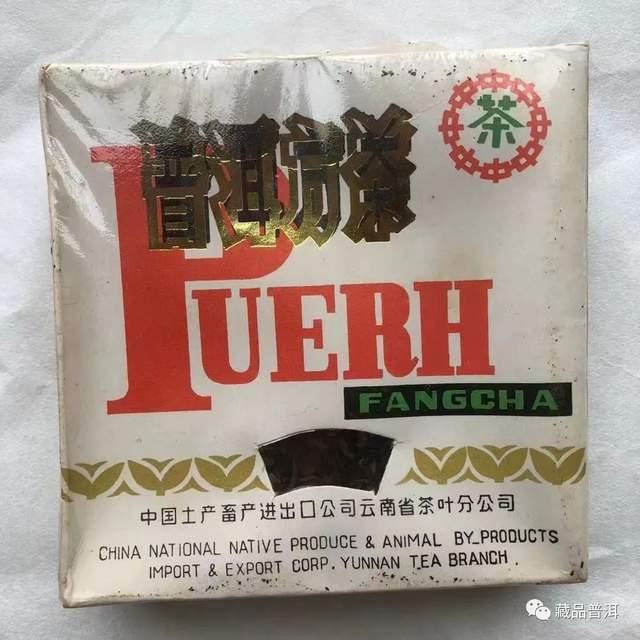 普洱方茶
茶
PUERH
FANGCHA
中国土产畜产进出口公司云南省茶叶分公司
CHINA NATIONAL NATIVE PRODUCE & ANIMAL BY_PRODUCTS
IMPORT & EXPORT CORP. YUNNAN TEA BRANCH
藏品普洱